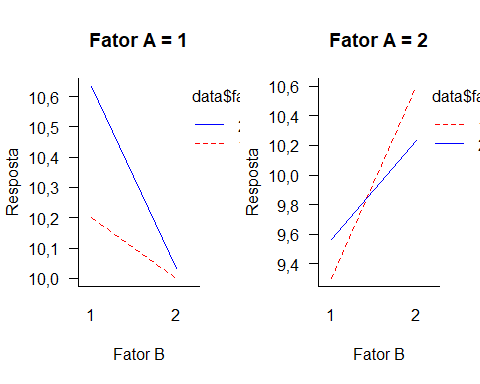 Fator A = 1
Resposta
10,6
10,5
10,4
10,3
10,2
10,1
10,0
1 2
Fator B
data$fa
Fator A = 2
Resposta
10,6
10,4
10,2
10,0
9,8
9,6
9,4
1 2
Fator B
data$fa